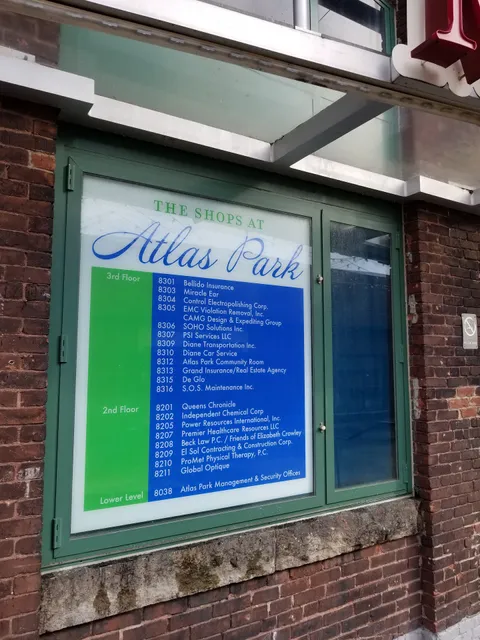 THE SHOPS AT
Atlas Park
3rd Floor
8301 Bellido Insurance
8303 Miracle Ear
8304 Control Electropolishing Corp.
8305 EMC Violation Removal, Inc.
CAMG Design & Expediting Group
8306 SOHO Solutions Inc.
8307 PSI Services LLC
8309 Diane Transportation Inc.
8310 Diane Car Service
8312 Atlas Park Community Room
8313 Grand Insurance/Real Estate Agency
8315 De Glo
8316 S.O.S. Maintenance Inc.
2nd Floor
8201 Queens Chronicle
8202 Independent Chemical Corp
8205 Power Resources International, Inc.
8207 Premier Healthcare Resources LLC
8208 Beck Law P.C. / Friends of Elizabeth Crowley
8209 El Sol Contracting & Construction Corp.
8210 ProMet Physical Therapy, P.C.
8211 Global Optique
Lower Level
8038 Atlas Park Management & Security Offices